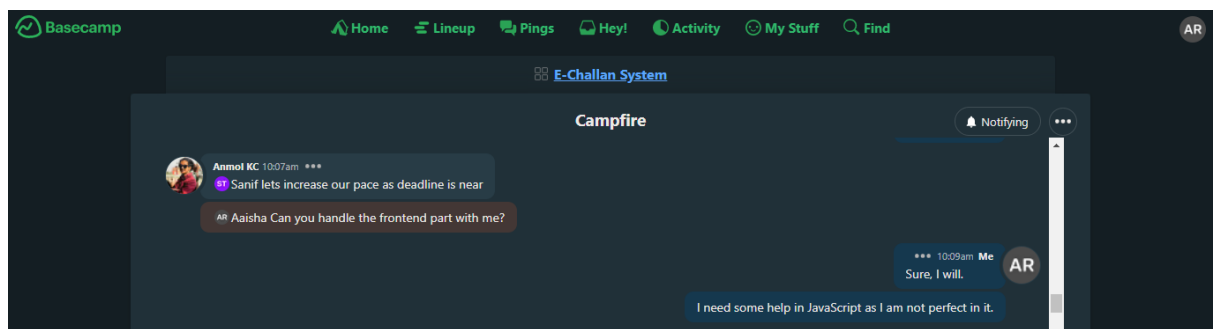 Basecamp Home Lineup Pings Hey! Activity My Stuff Find AR
E-Challan System
Campfire Notifying
Anmol KC 10:07am
ST Sanif lets increase our pace as deadline is near
AR Aaisha Can you handle the frontend part with me?
10:09am Me
AR
Sure, I will.
I need some help in JavaScript as I am not perfect in it.